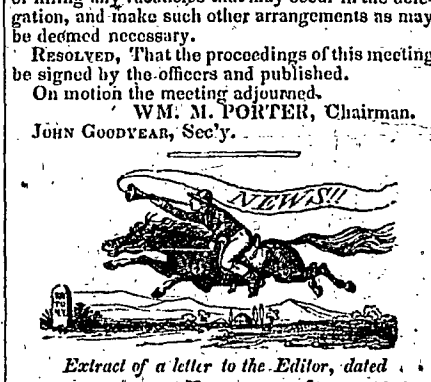 gation, and make such other arrangements as may
be deemed necessary.
RESOLVED, That the proceedings of this meeting
be signed by the officers and published.
On motion the meeting adjourned.
WM. M. PORTER, Chairman.
JOHN GOODYEAR, Sec'y.
NEWS!!
Extract of a letter to the Editor, dated